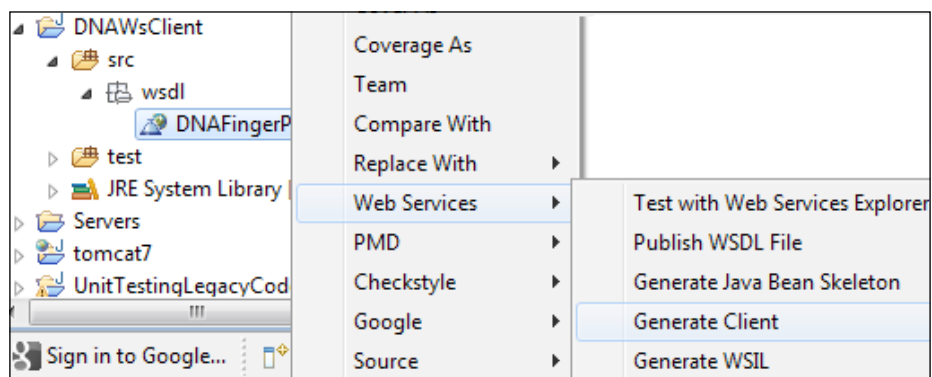 DNAWsClient
src
wsdl
DNAFingerP
test
JRE System Library
Servers
tomcat7
UnitTestingLegacyCod
Sign in to Google...
Coverage As
Team
Compare With
Replace With
Web Services
PMD
Checkstyle
Google
Source
Test with Web Services Explorer
Publish WSDL File
Generate Java Bean Skeleton
Generate Client
Generate WSIL